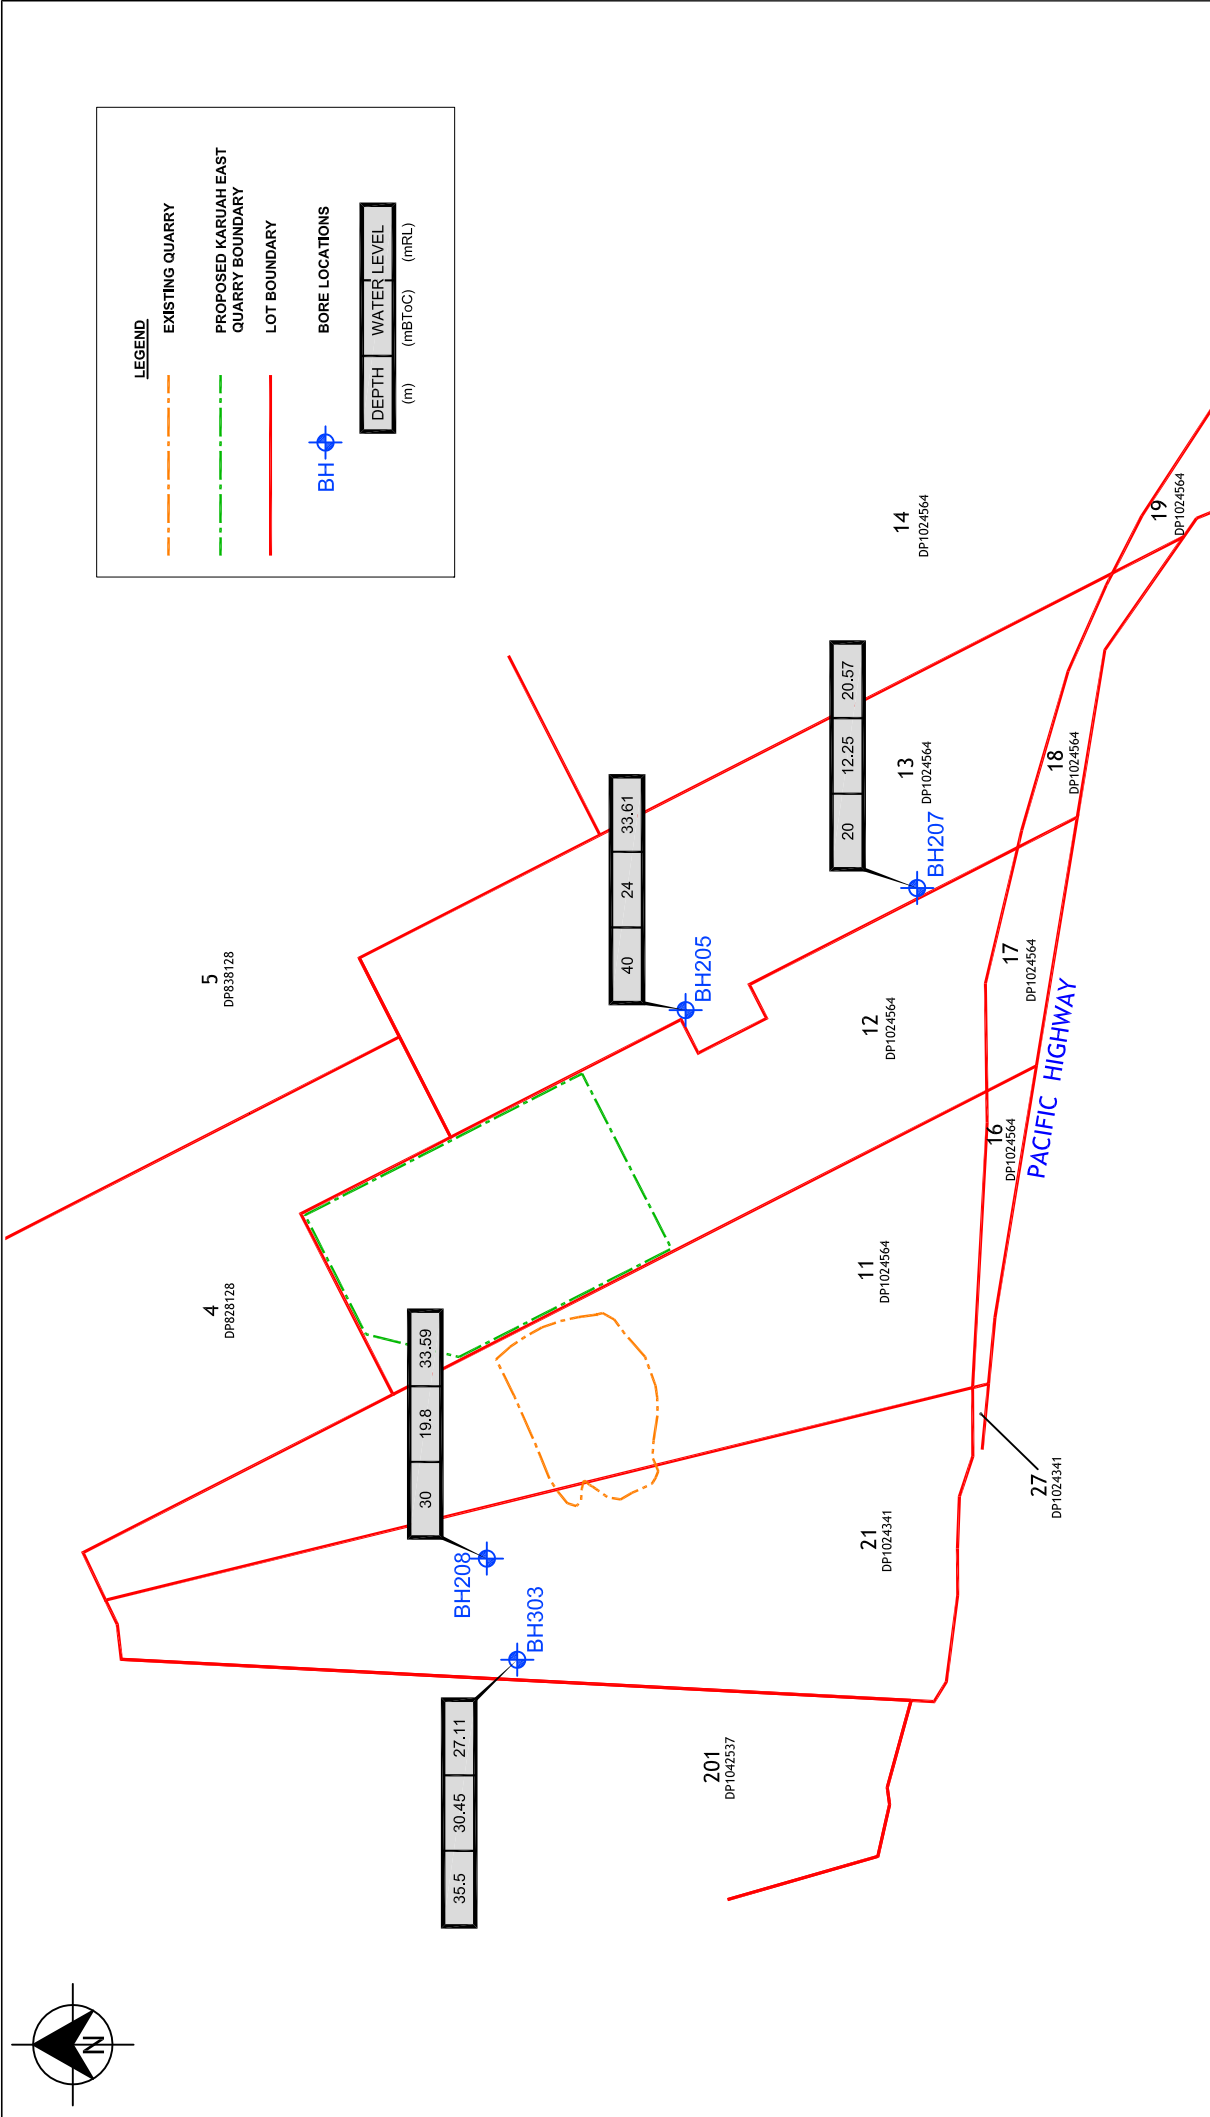 LEGEND
EXISTING QUARRY
PROPOSED KARUAH EAST
QUARRY BOUNDARY
LOT BOUNDARY
BH
BORE LOCATIONS
DEPTH WATER LEVEL
(m) (mBToC) (mRL)
N
4
DP828128
5
DP838128
30 19.8 33.59
BH208
35.5 30.45 27.11
BH303
40 24 33.61
BH205
20 12.25 20.57
BH207
201
DP1042537
21
DP1024341
11
DP1024564
12
DP1024564
13
DP1024564
14
DP1024564
27
DP1024341
16
DP1024564
17
DP1024564
18
DP1024564
19
DP1024564
PACIFIC HIGHWAY